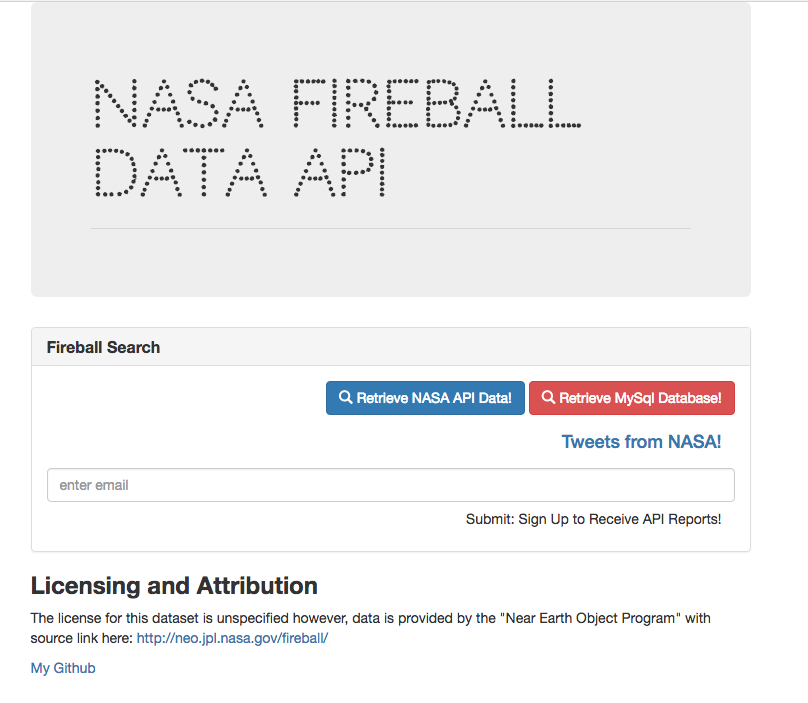 NASA FIREBALL
DATA API
Fireball Search
Retrieve NASA API Data! Retrieve MySql Database!
Tweets from NASA!
enter email
Submit: Sign Up to Receive API Reports!
Licensing and Attribution
The license for this dataset is unspecified however, data is provided by the "Near Earth Object Program" with
source link here: http://neo.jpl.nasa.gov/fireball/
My Github